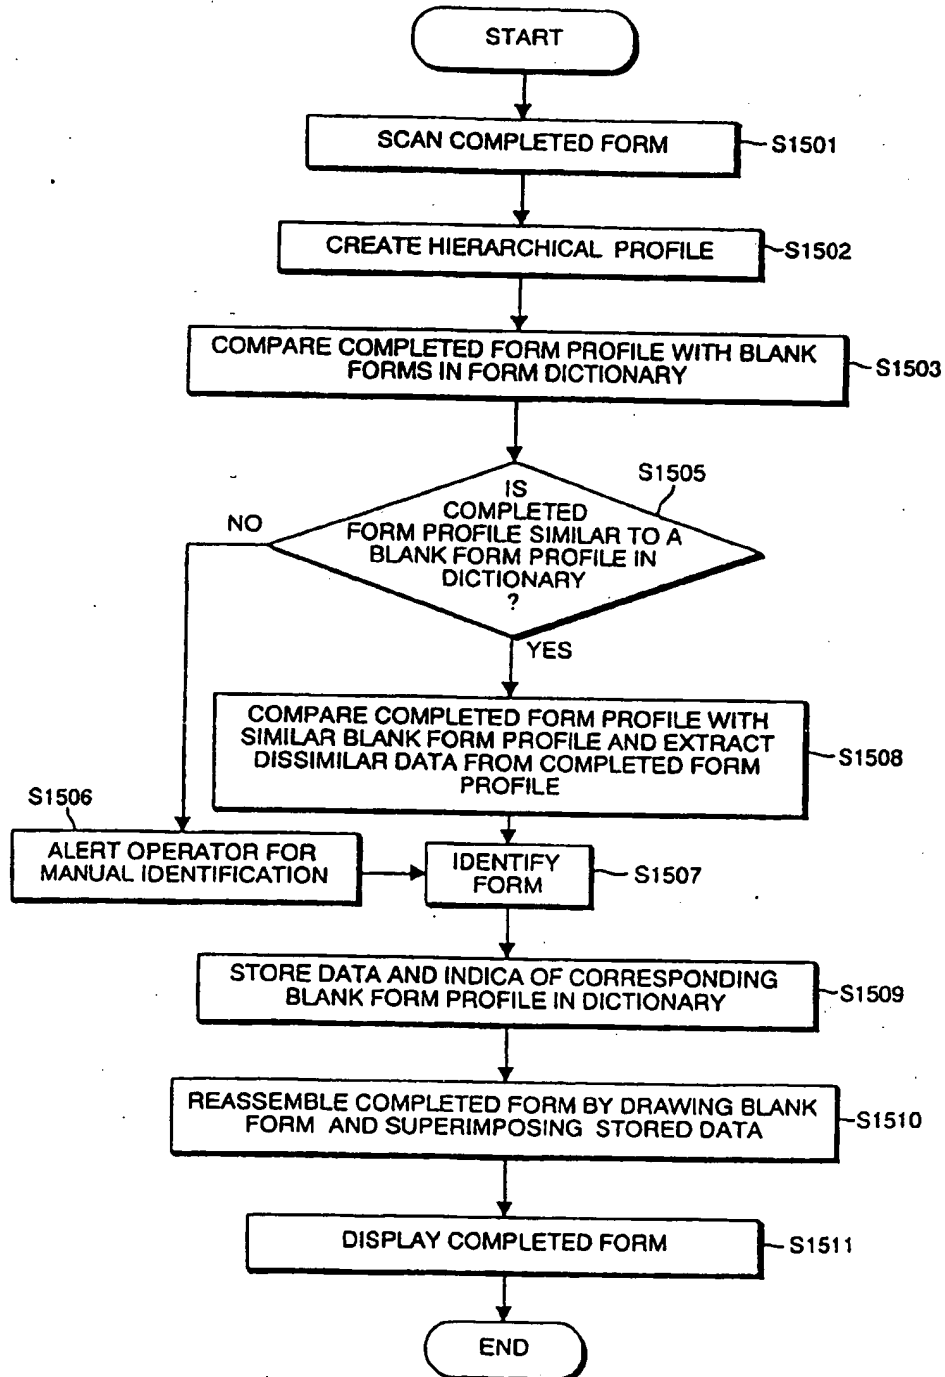 START
SCAN COMPLETED FORM
S1501
CREATE HIERARCHICAL PROFILE
S1502
COMPARE COMPLETED FORM PROFILE WITH BLANK
FORMS IN FORM DICTIONARY
S1503
S1505
IS
COMPLETED
FORM PROFILE SIMILAR TO A
BLANK FORM PROFILE IN
DICTIONARY
?
NO
YES
COMPARE COMPLETED FORM PROFILE WITH
SIMILAR BLANK FORM PROFILE AND EXTRACT
DISSIMILAR DATA FROM COMPLETED FORM
PROFILE
S1508
S1506
ALERT OPERATOR FOR
MANUAL IDENTIFICATION
IDENTIFY
FORM
S1507
STORE DATA AND INDICA OF CORRESPONDING
BLANK FORM PROFILE IN DICTIONARY
S1509
REASSEMBLE COMPLETED FORM BY DRAWING BLANK
FORM AND SUPERIMPOSING STORED DATA
S1510
DISPLAY COMPLETED FORM
S1511
END